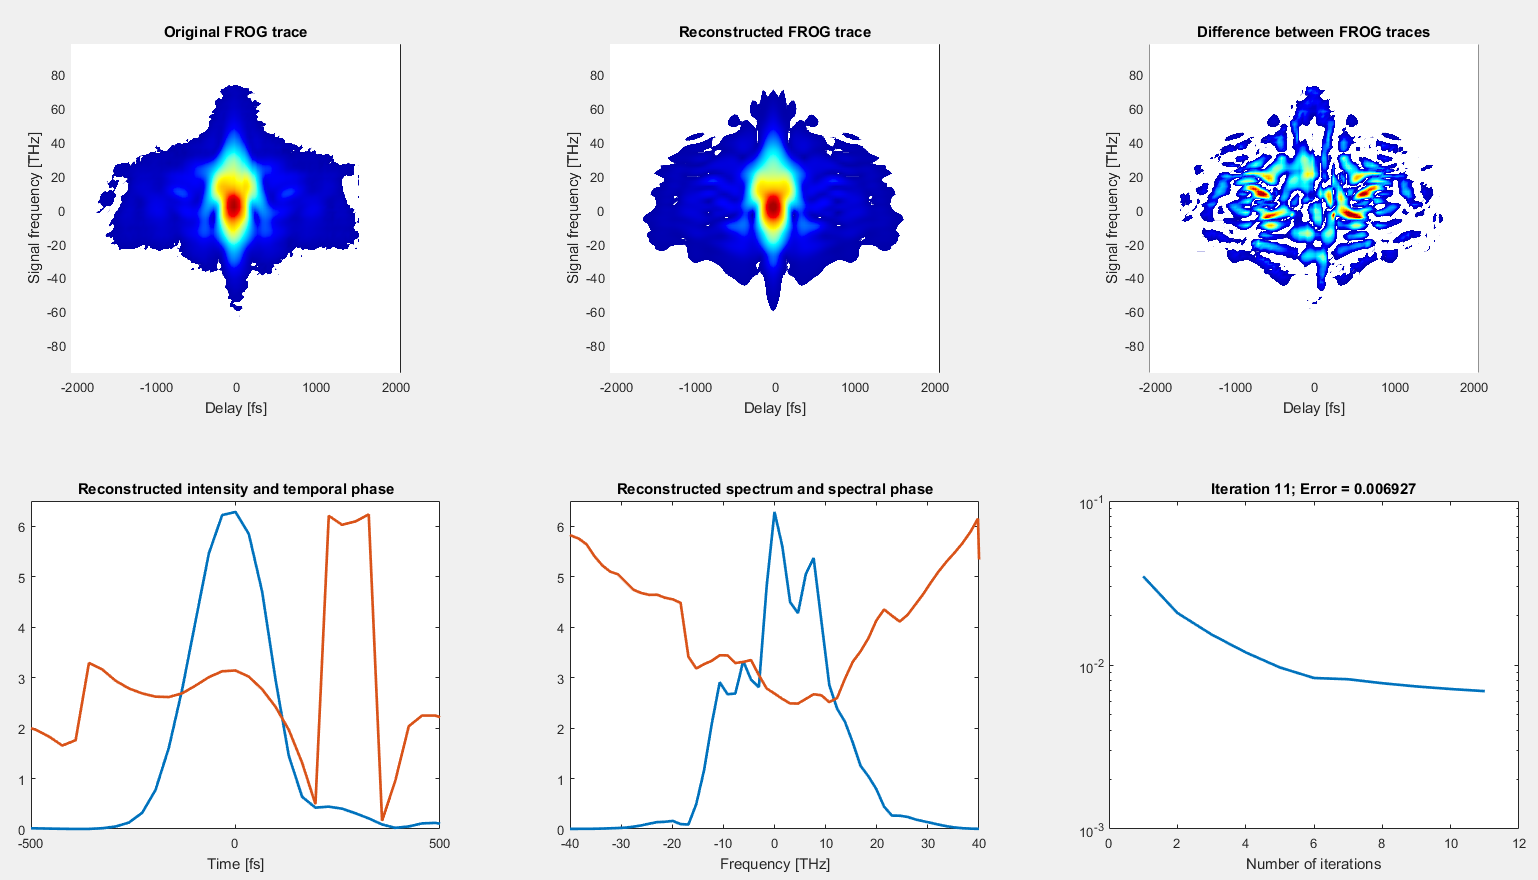 Original FROG trace
Signal frequency [THz]
80
60
40
20
0
-20
-40
-60
-80
-2000 -1000 0 1000 2000
Delay [fs]
Reconstructed FROG trace
Signal frequency [THz]
80
60
40
20
0
-20
-40
-60
-80
-2000 -1000 0 1000 2000
Delay [fs]
Difference between FROG traces
Signal frequency [THz]
80
60
40
20
0
-20
-40
-60
-80
-2000 -1000 0 1000 2000
Delay [fs]
Reconstructed intensity and temporal phase
6
5
4
3
2
1
0
-500 0 500
Time [fs]
Reconstructed spectrum and spectral phase
6
5
4
3
2
1
0
-40 -30 -20 -10 0 10 20 30 40
Frequency [THz]
Iteration 11; Error = 0.006927
10-1
10-2
10-3
0 2 4 6 8 10 12
Number of iterations